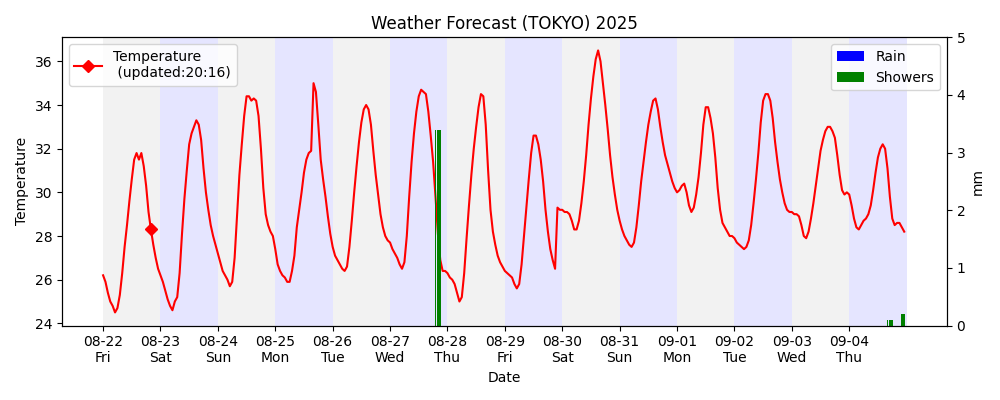 Weather Forecast (TOKYO) 2025
Temperature
(updated:20:16)
Rain
Showers
Temperature
36
34
32
30
28
26
24
5
4
3
2
1
0
mm
08-22 08-23 08-24 08-25 08-26 08-27 08-28 08-29 08-30 08-31 09-01 09-02 09-03 09-04
Fri Sat Sun Mon Tue Wed Thu Fri Sat Sun Mon Tue Wed Thu
Date